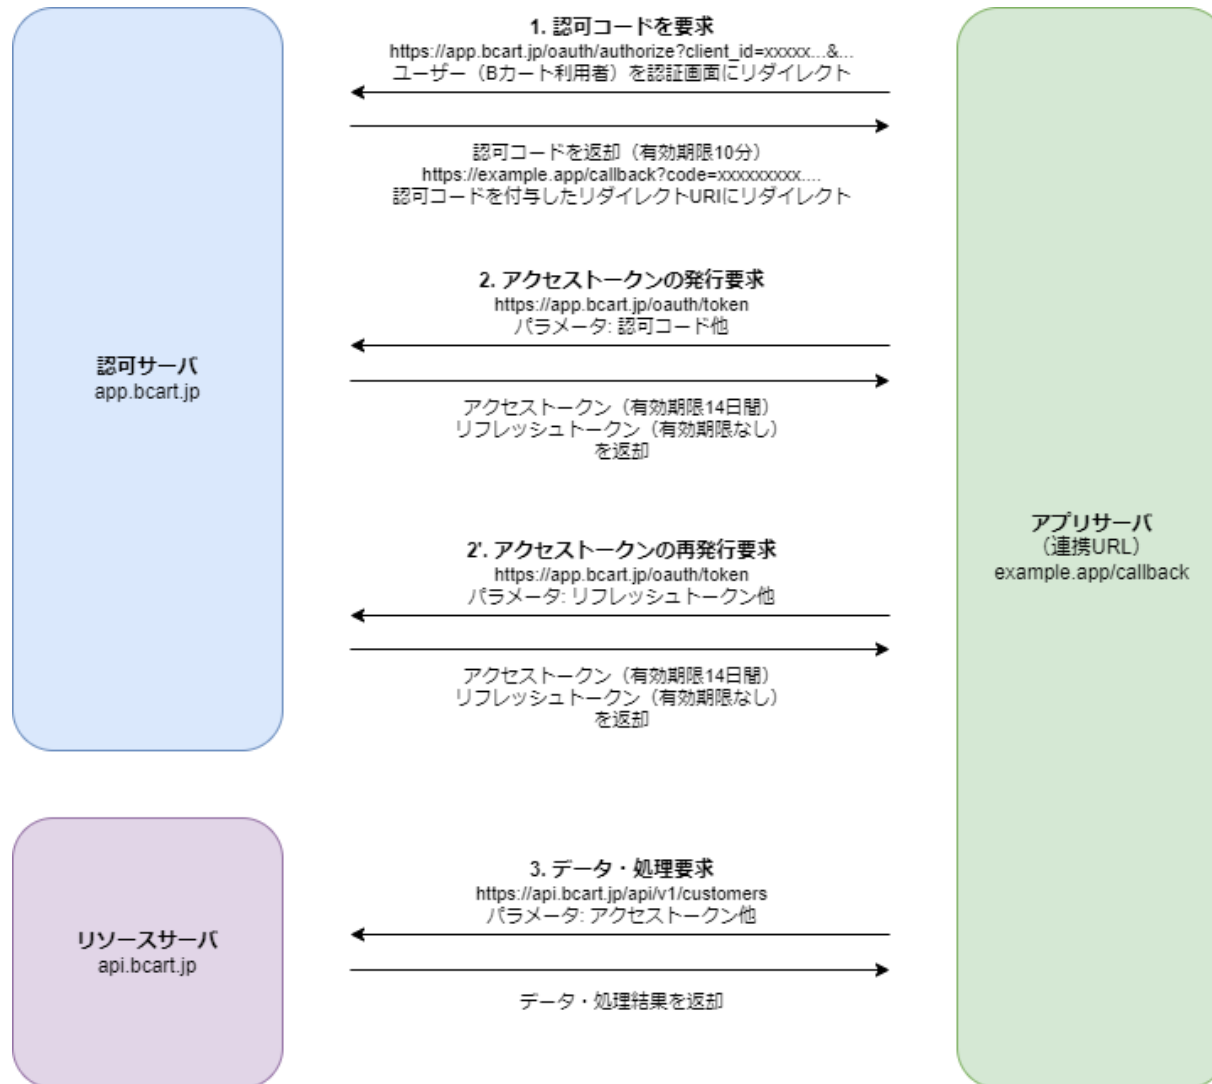 1. 認可コードを要求
https://app.bcart.jp/oauth/authorize?client_id=xxxxx...&...
ユーザー（Bカート利用者）を認証画面にリダイレクト
認可コードを返却（有効期限10分）
https://example.app/callback?code=xxxxxxxxx....
認可コードを付与したリダイレクトURIにリダイレクト
2. アクセストークンの発行要求
https://app.bcart.jp/oauth/token
パラメータ: 認可コード他
認可サーバ
app.bcart.jp
アクセストークン（有効期限14日間）
リフレッシュトークン（有効期限なし）
を返却
アプリサーバ
（連携URL）
example.app/callback
2'. アクセストークンの再発行要求
https://app.bcart.jp/oauth/token
パラメータ: リフレッシュトークン他
アクセストークン（有効期限14日間）
リフレッシュトークン（有効期限なし）
を返却
3. データ・処理要求
https://api.bcart.jp/api/v1/customers
パラメータ: アクセストークン他
リソースサーバ
api.bcart.jp
データ・処理結果を返却